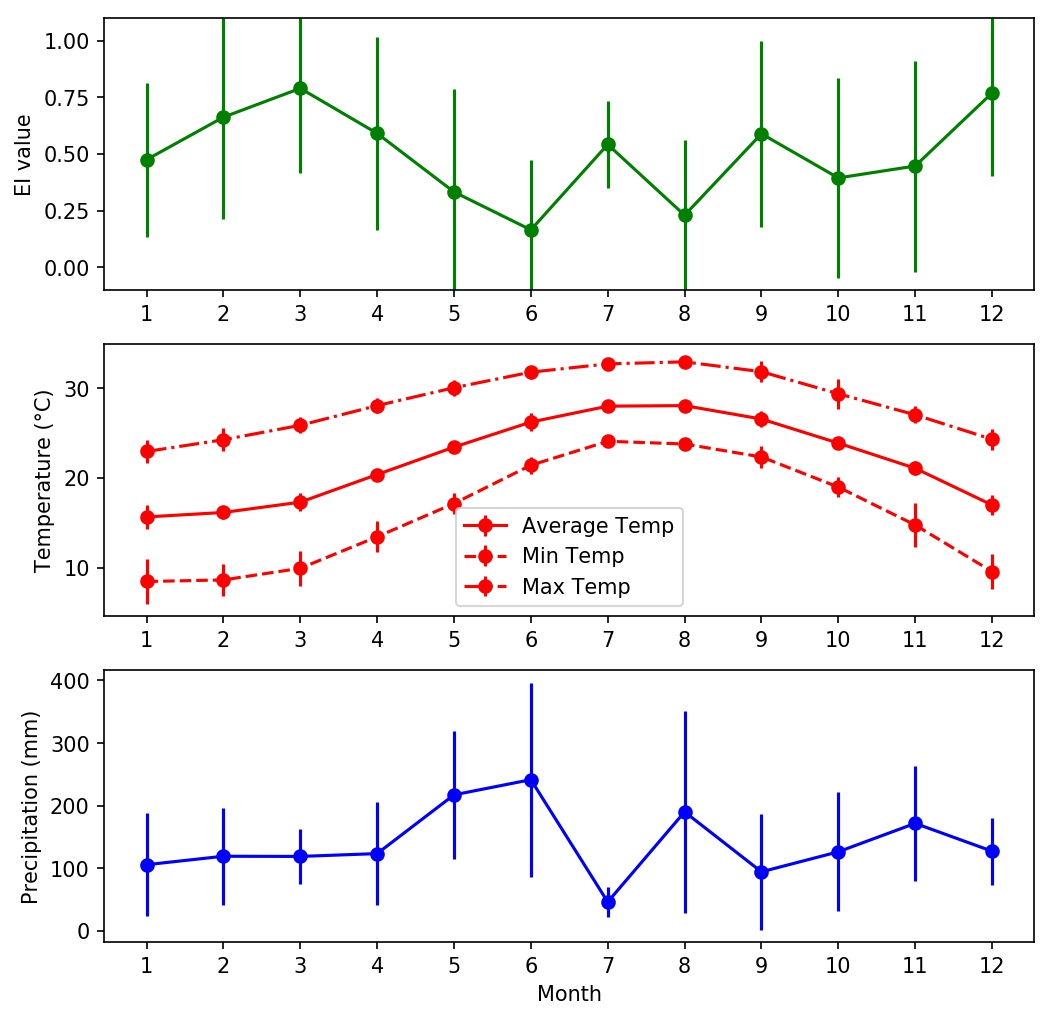 EI value
1.00
0.75
0.50
0.25
0.00
1 2 3 4 5 6 7 8 9 10 11 12
Temperature (°C)
30
20
10
Average Temp
Min Temp
Max Temp
1 2 3 4 5 6 7 8 9 10 11 12
Precipitation (mm)
400
300
200
100
0
1 2 3 4 5 6 7 8 9 10 11 12
Month